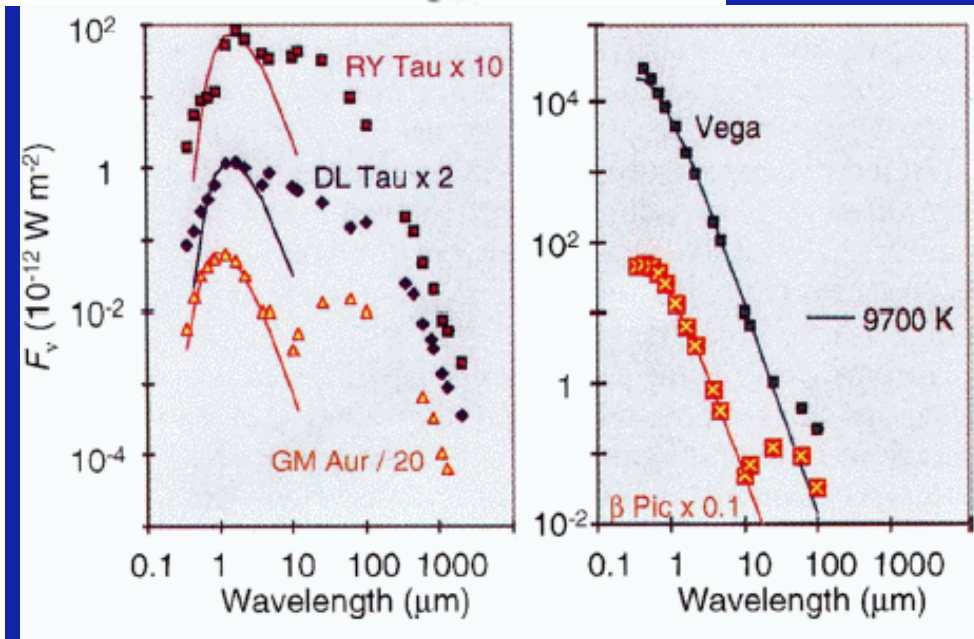 10²
1
10⁻²
10⁻⁴
F_ν (10⁻¹² W m⁻²)
RY Tau x 10
DL Tau x 2
GM Aur / 20
0.1 1 10 100 1000
Wavelength (μm)
10⁴
10²
1
10⁻²
Vega
9700 K
β Pic x 0.1
0.1 1 10 100 1000
Wavelength (μm)